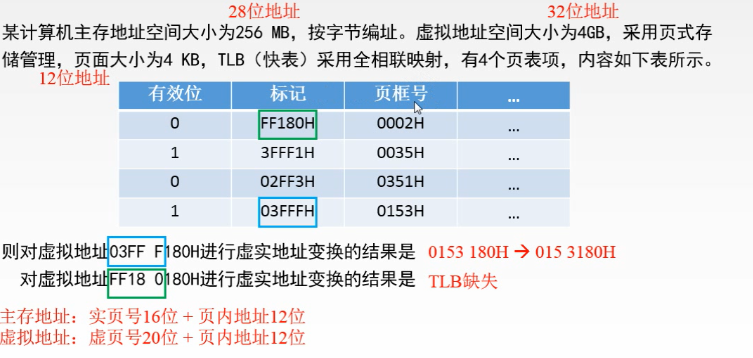 28位地址 32位地址
某计算机主存地址空间大小为256 MB，按字节编址。虚拟地址空间大小为4GB，采用页式存
储管理，页面大小为4 KB，TLB（快表）采用全相联映射，有4个页表项，内容如下表所示。
12位地址
有效位 标记 页框号 ...
0 FF180H 0002H ...
1 3FFF1H 0035H ...
0 02FF3H 0351H ...
1 03FFFH 0153H ...
则对虚拟地址03FF F180H进行虚实地址变换的结果是 0153 180H → 015 3180H
对虚拟地址FF18 0180H进行虚实地址变换的结果是 TLB缺失
主存地址：实页号16位 + 页内地址12位
虚拟地址：虚页号20位 + 页内地址12位